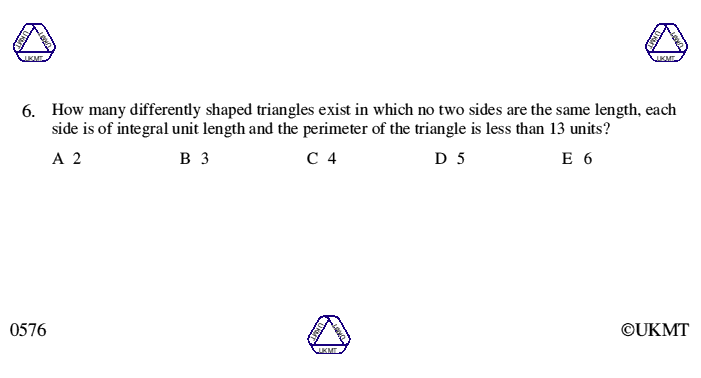 UKMT UKMT UKMT
UKMT UKMT UKMT
6. How many differently shaped triangles exist in which no two sides are the same length, each
side is of integral unit length and the perimeter of the triangle is less than 13 units?
A 2 B 3 C 4 D 5 E 6
0576
UKMT UKMT UKMT
©UKMT